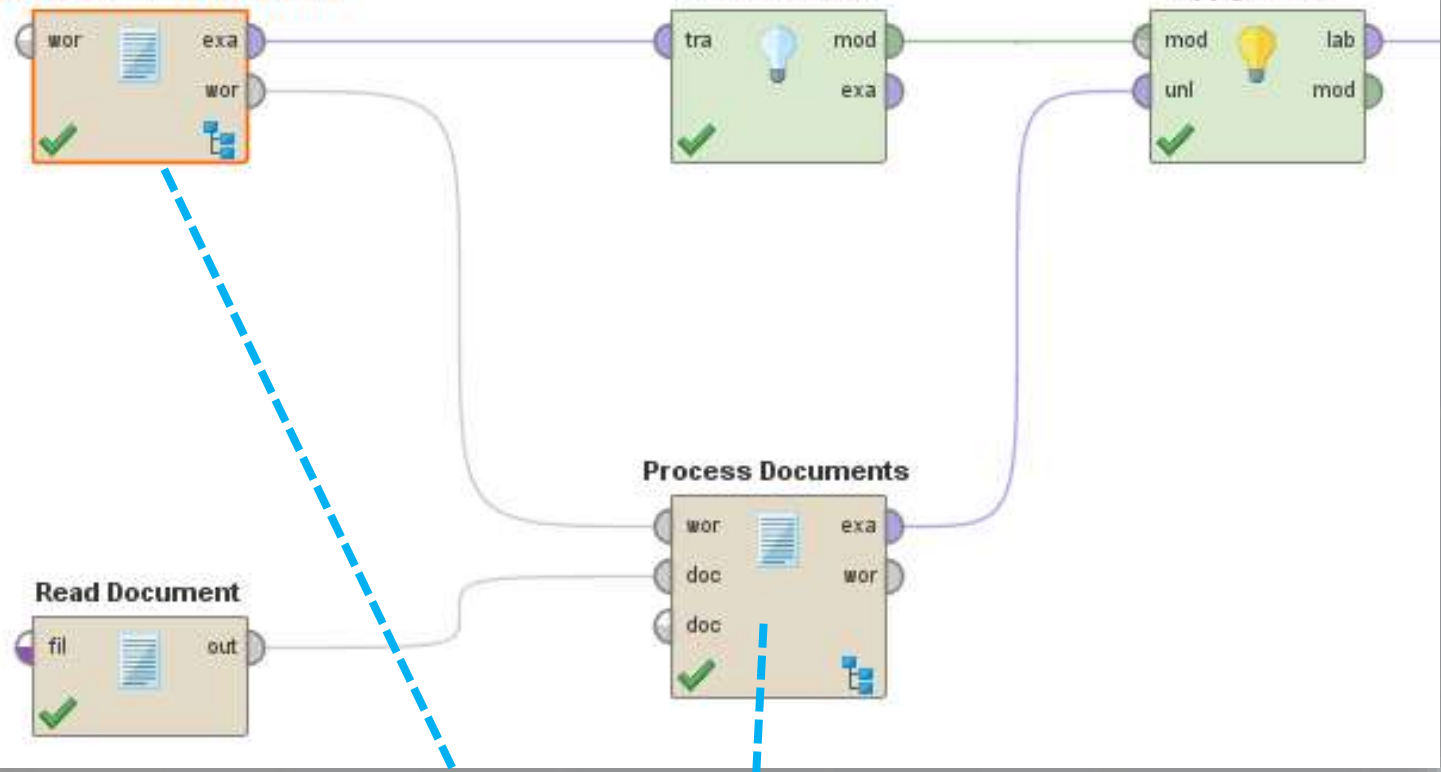 wor exa
wor
tra mod
exa
mod lab
unl mod
Process Documents
wor exa
doc wor
doc
Read Document
fil out